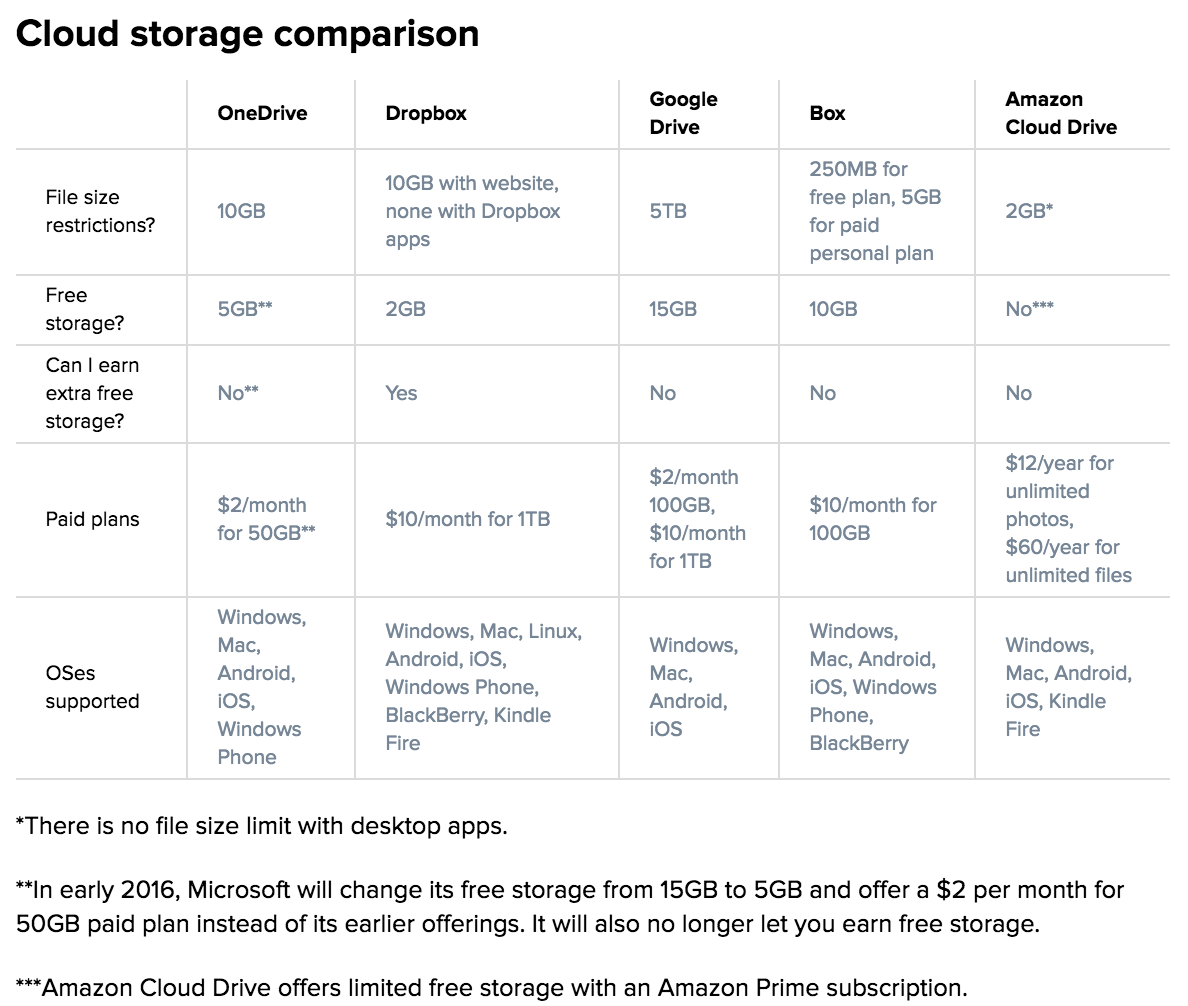 Cloud storage comparison
OneDrive
Dropbox
Google
Drive
Box
Amazon
Cloud Drive
File size
restrictions?
10GB
10GB with website,
none with Dropbox
apps
5TB
250MB for
free plan, 5GB
for paid
personal plan
2GB*
Free
storage?
5GB**
2GB
15GB
10GB
No***
Can I earn
extra free
storage?
No**
Yes
No
No
No
Paid plans
$2/month
for 50GB**
$10/month for 1TB
$2/month
100GB,
$10/month
for 1TB
$10/month for
100GB
$12/year for
unlimited
photos,
$60/year for
unlimited files
OSes
supported
Windows,
Mac,
Android,
iOS,
Windows
Phone
Windows, Mac, Linux,
Android, iOS,
Windows Phone,
BlackBerry, Kindle
Fire
Windows,
Mac,
Android,
iOS
Windows,
Mac, Android,
iOS, Windows
Phone,
BlackBerry
Windows,
Mac, Android,
iOS, Kindle
Fire
*There is no file size limit with desktop apps.
**In early 2016, Microsoft will change its free storage from 15GB to 5GB and offer a $2 per month for
50GB paid plan instead of its earlier offerings. It will also no longer let you earn free storage.
***Amazon Cloud Drive offers limited free storage with an Amazon Prime subscription.